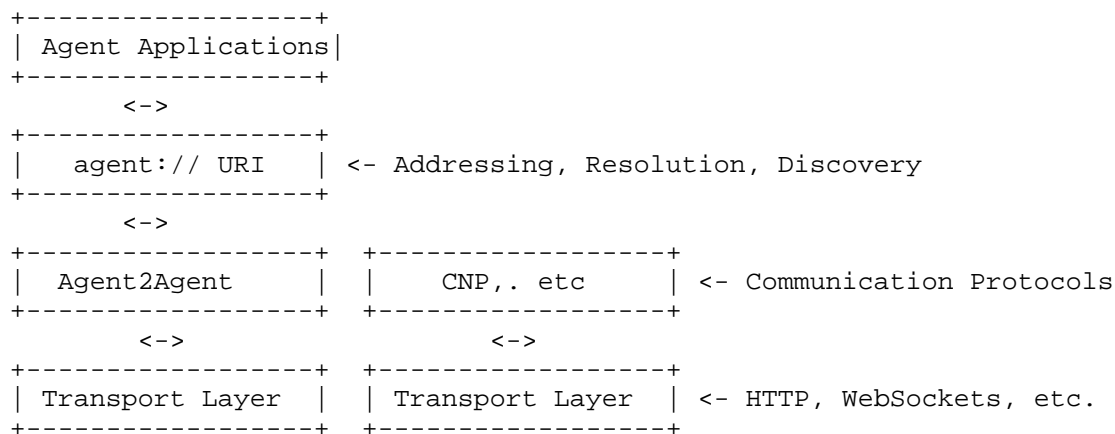 +------------------+
| Agent Applications|
+------------------+
       <->
+------------------+
|   agent:// URI   | <- Addressing, Resolution, Discovery
+------------------+
       <->
+------------------+  +------------------+
|  Agent2Agent     |  |    CNP,. etc     | <- Communication Protocols
+------------------+  +------------------+
        <->                   <->
+------------------+  +------------------+
| Transport Layer  |  | Transport Layer  | <- HTTP, WebSockets, etc.
+------------------+  +------------------+